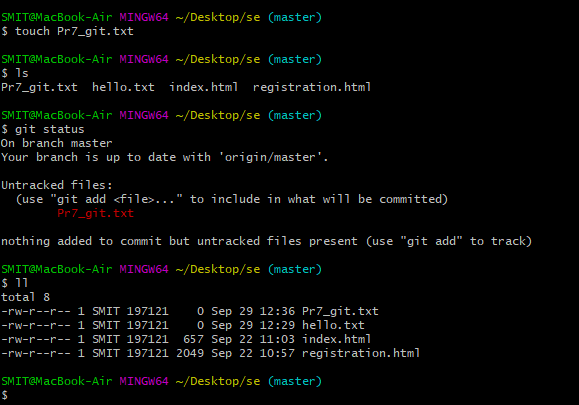 SMIT@MacBook-Air MINGW64 ~/Desktop/se (master)
$ touch Pr7_git.txt
SMIT@MacBook-Air MINGW64 ~/Desktop/se (master)
$ ls
Pr7_git.txt  hello.txt  index.html  registration.html
SMIT@MacBook-Air MINGW64 ~/Desktop/se (master)
$ git status
On branch master
Your branch is up to date with 'origin/master'.
Untracked files:
  (use "git add <file>..." to include in what will be committed)
        Pr7_git.txt
nothing added to commit but untracked files present (use "git add" to track)
SMIT@MacBook-Air MINGW64 ~/Desktop/se (master)
$ ll
total 8
-rw-r--r-- 1 SMIT 197121    0 Sep 29 12:36 Pr7_git.txt
-rw-r--r-- 1 SMIT 197121    0 Sep 29 12:29 hello.txt
-rw-r--r-- 1 SMIT 197121  657 Sep 22 11:03 index.html
-rw-r--r-- 1 SMIT 197121 2049 Sep 22 10:57 registration.html
SMIT@MacBook-Air MINGW64 ~/Desktop/se (master)
$